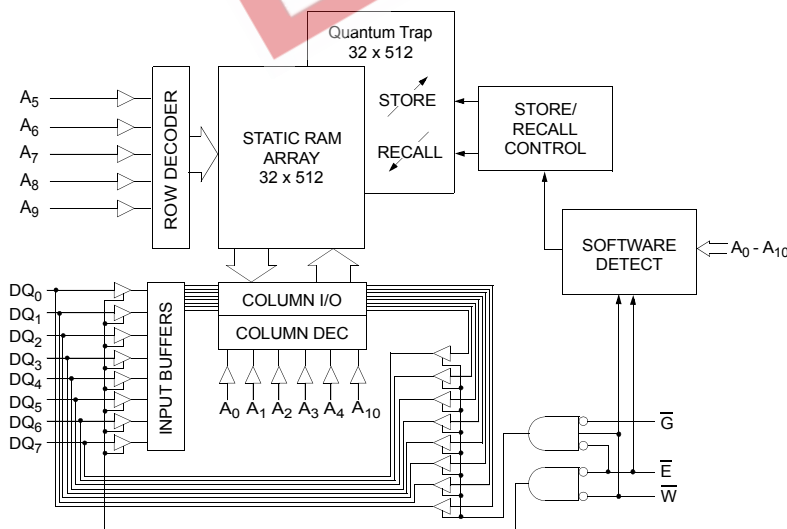 Quantum Trap
32 x 512
STORE
RECALL
STORE/
RECALL
CONTROL
A5
A6
A7
A8
A9
ROW DECODER
STATIC RAM
ARRAY
32 x 512
SOFTWARE
DETECT
A0 - A10
DQ0
DQ1
DQ2
DQ3
DQ4
DQ5
DQ6
DQ7
INPUT BUFFERS
COLUMN I/O
COLUMN DEC
A0 A1 A2 A3 A4 A10
G
E
W